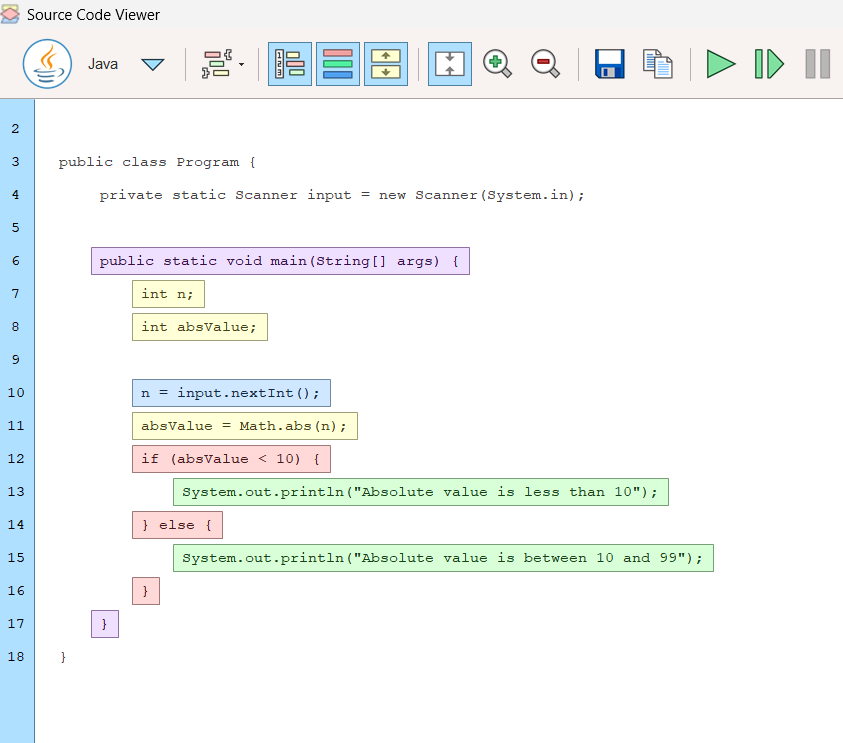 Source Code Viewer
Java
2
3 public class Program {
4 private static Scanner input = new Scanner(System.in);
5
6 public static void main(String[] args) {
7 int n;
8 int absValue;
9
10 n = input.nextInt();
11 absValue = Math.abs(n);
12 if (absValue < 10) {
13 System.out.println("Absolute value is less than 10");
14 } else {
15 System.out.println("Absolute value is between 10 and 99");
16 }
17 }
18 }